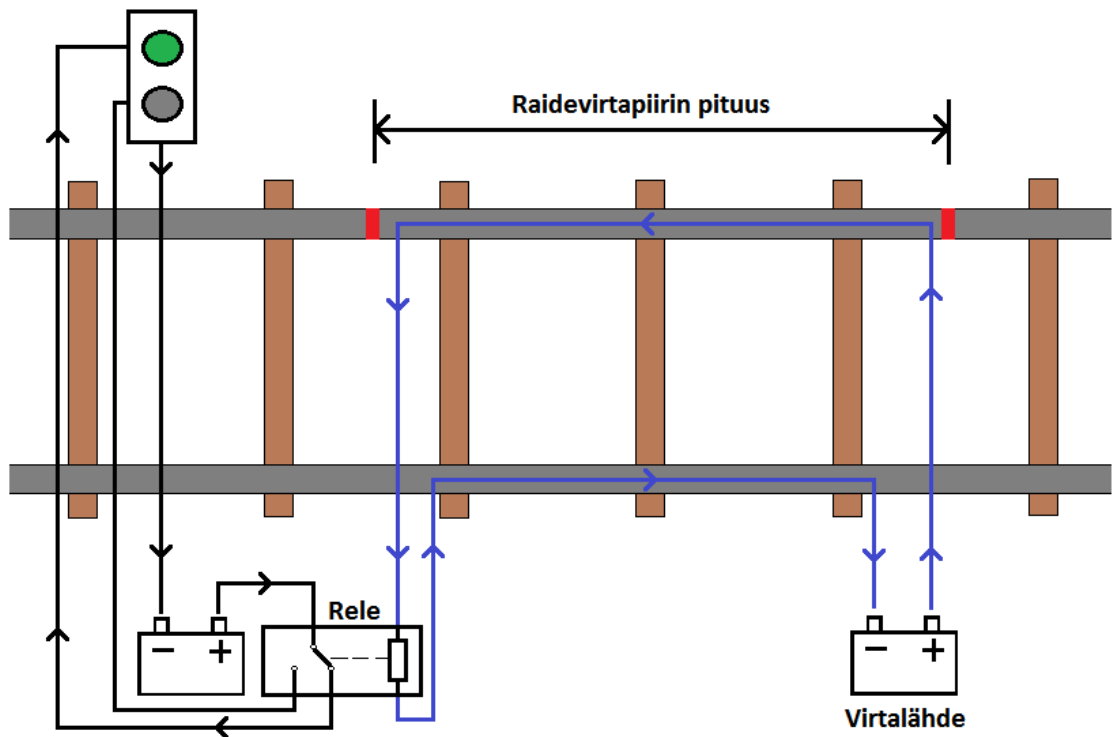 Raidevirtapiirin pituus
Rele
− +
− +
Virtalähde